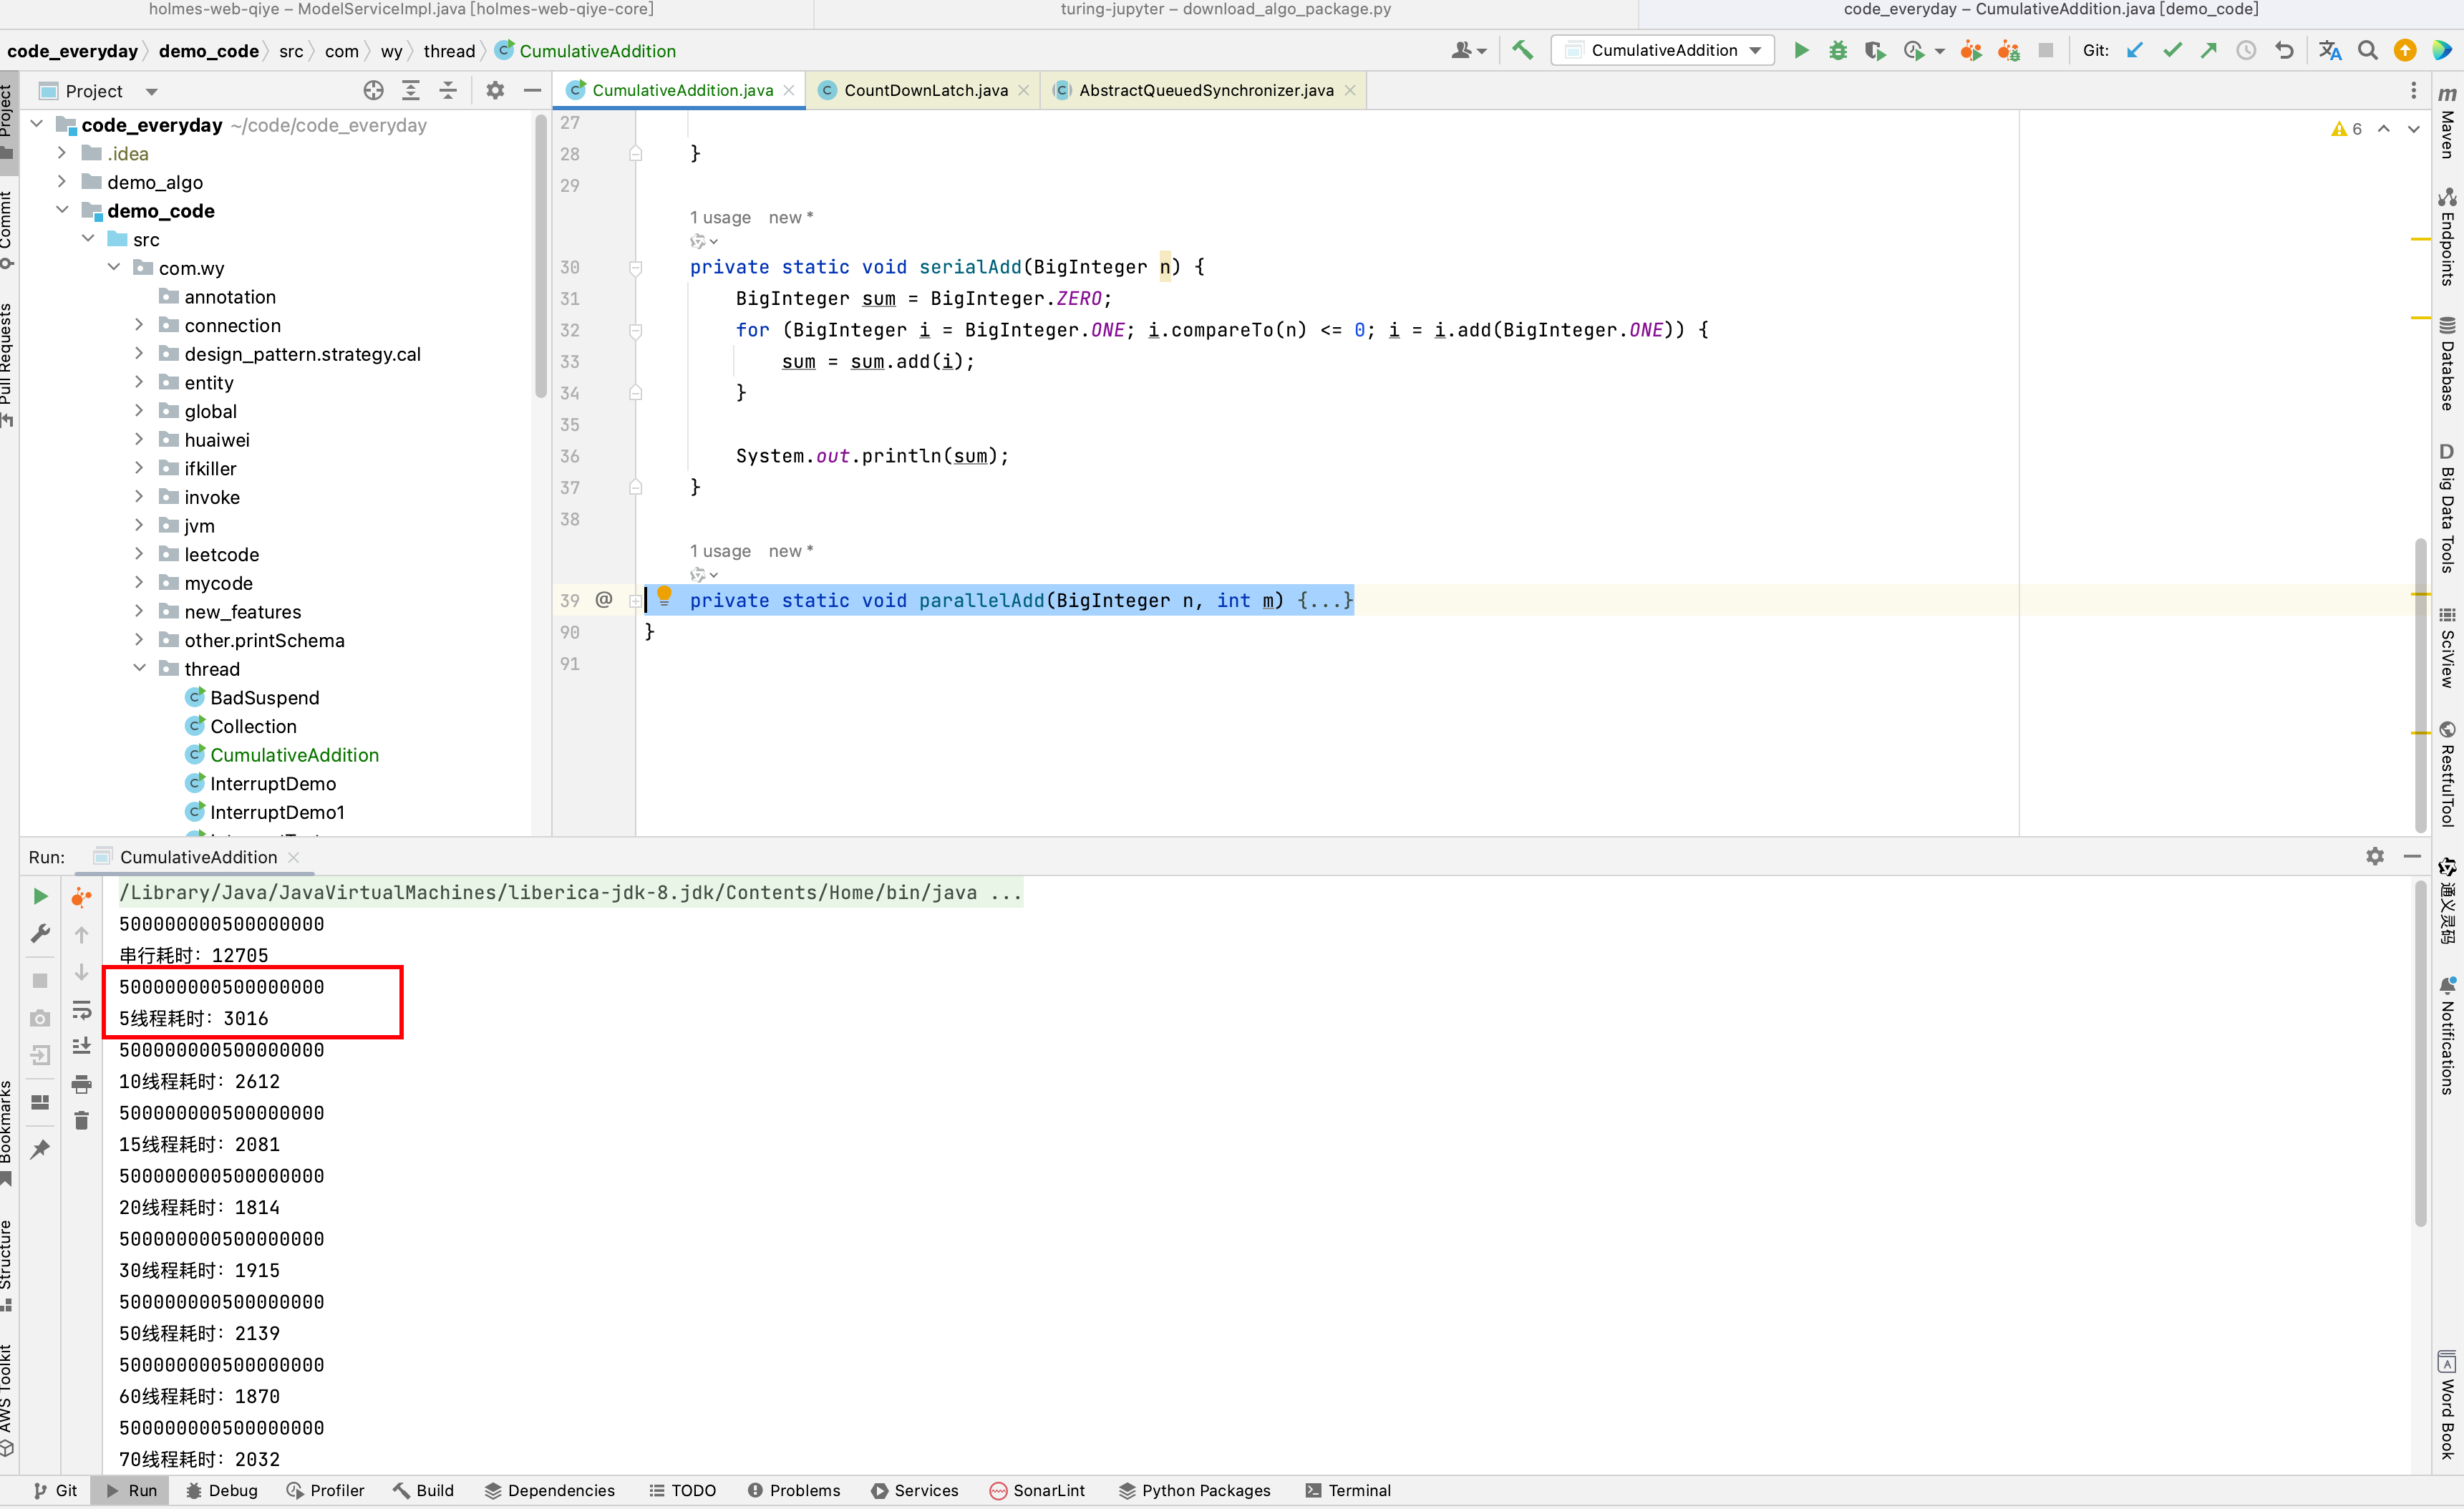 holmes-web-qiye – ModelServiceImpl.java [holmes-web-qiye-core]
turing-jupyter – download_algo_package.py
code_everyday – CumulativeAddition.java [demo_code]
code_everyday demo_code src com wy thread CumulativeAddition
CumulativeAddition
Git:
Project
CumulativeAddition.java
CountDownLatch.java
AbstractQueuedSynchronizer.java
Project
Commit
Pull Requests
code_everyday ~/code/code_everyday
.idea
demo_algo
demo_code
src
com.wy
annotation
connection
design_pattern.strategy.cal
entity
global
huaiwei
ifkiller
invoke
jvm
leetcode
mycode
new_features
other.printSchema
thread
BadSuspend
Collection
CumulativeAddition
InterruptDemo
InterruptDemo1
6
27
28 }
29
1 usage new *
30 private static void serialAdd(BigInteger n) {
31 BigInteger sum = BigInteger.ZERO;
32 for (BigInteger i = BigInteger.ONE; i.compareTo(n) <= 0; i = i.add(BigInteger.ONE)) {
33 sum = sum.add(i);
34 }
35
36 System.out.println(sum);
37 }
38
1 usage new *
39 @ private static void parallelAdd(BigInteger n, int m) {...}
90 }
91
m Maven
Endpoints
Database
D Big Data Tools
SciView
RestfulTool
通义灵码
Notifications
Word Book
Run: CumulativeAddition
/Library/Java/JavaVirtualMachines/liberica-jdk-8.jdk/Contents/Home/bin/java ...
500000000500000000
串行耗时：12705
500000000500000000
5线程耗时：3016
500000000500000000
10线程耗时：2612
500000000500000000
15线程耗时：2081
500000000500000000
20线程耗时：1814
500000000500000000
30线程耗时：1915
500000000500000000
50线程耗时：2139
500000000500000000
60线程耗时：1870
500000000500000000
70线程耗时：2032
Bookmarks
Structure
AWS Toolkit
Git Run Debug Profiler Build Dependencies TODO Problems Services SonarLint Python Packages Terminal